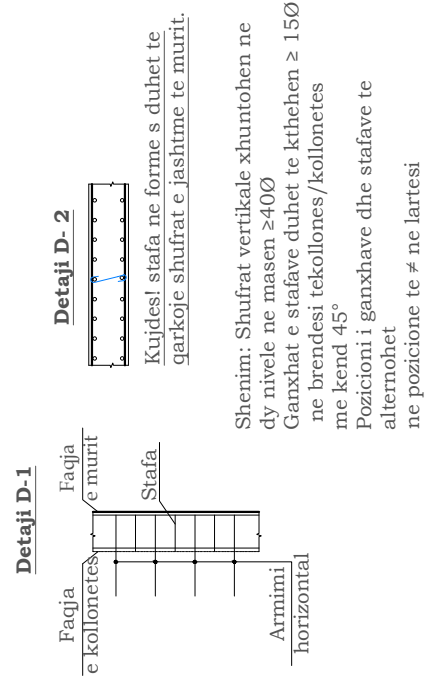 Detaji D-1
Faqja
e kollonetes
Faqja
e murit
Stafa
Armimi
horizontal
Detaji D- 2
Kujdes! stafa ne forme s duhet te
qarkoje shufrat e jashtme te murit.
Shenim: Shufrat vertikale xhuntohen ne
dy nivele ne masen ≥40Ø
Ganxhat e stafave duhet te kthehen ≥ 15Ø
ne brendesi tekollones/kollonetes
me kend 45°
Pozicioni i ganxhave dhe stafave te
alternohet
ne pozicione te ≠ ne lartesi